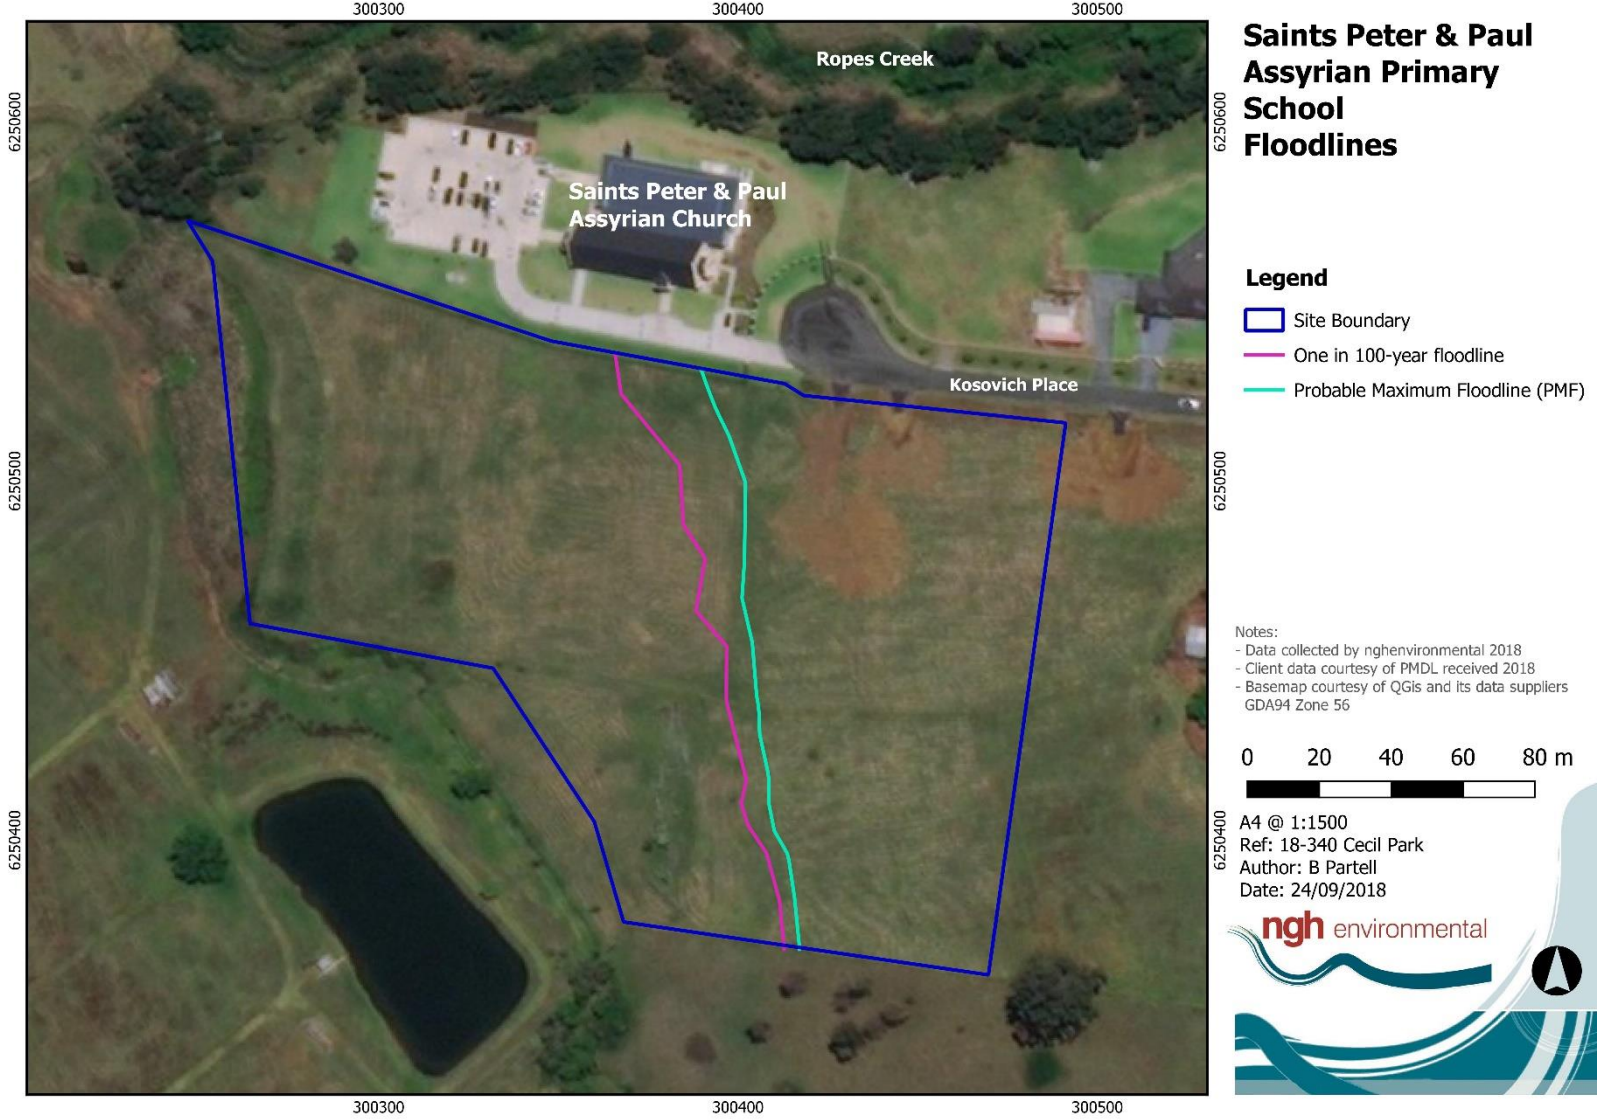 300300
300400
300500
Saints Peter & Paul
Assyrian Primary
School
Floodlines
Ropes Creek
6250600
6250600
Saints Peter & Paul
Assyrian Church
Legend
Site Boundary
One in 100-year floodline
Probable Maximum Floodline (PMF)
Kosovich Place
6250500
6250500
Notes:
- Data collected by nghenvironmental 2018
- Client data courtesy of PMDL received 2018
- Basemap courtesy of QGis and its data suppliers
GDA94 Zone 56
0 20 40 60 80 m
6250400
6250400
A4 @ 1:1500
Ref: 18-340 Cecil Park
Author: B Partell
Date: 24/09/2018
ngh environmental
300300
300400
300500